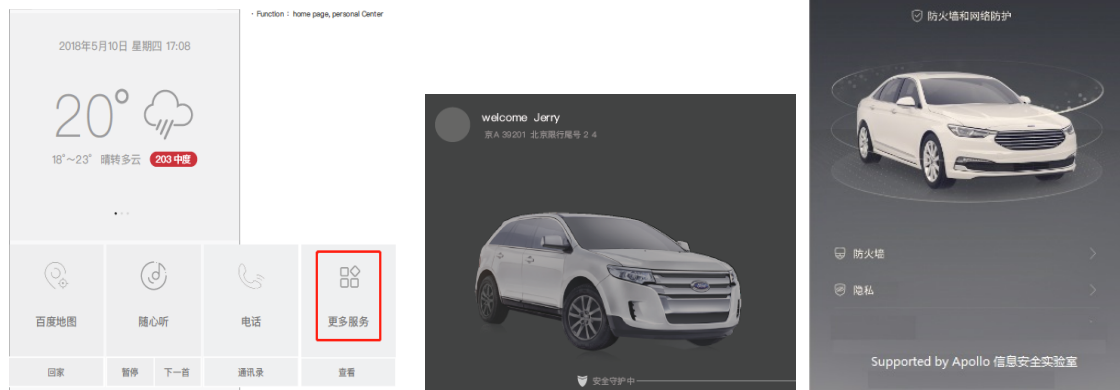 · Function： home page, personal Center
2018年5月10日 星期四 17:08
20°
18°~23° 晴转多云 203 中度
百度地图 随心听 电话 更多服务
回家 暂停 下一首 通讯录 查看
welcome Jerry
京A 39201 北京限行尾号 2 4
安全守护中
防火墙和网络防护
防火墙
隐私
Supported by Apollo 信息安全实验室